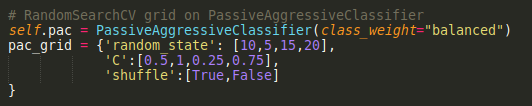 # RandomSearchCV grid on PassiveAggressiveClassifier
self.pac = PassiveAggressiveClassifier(class_weight="balanced")
pac_grid = {'random_state': [10,5,15,20],
'C':[0.5,1,0.25,0.75],
'shuffle':[True,False]
}